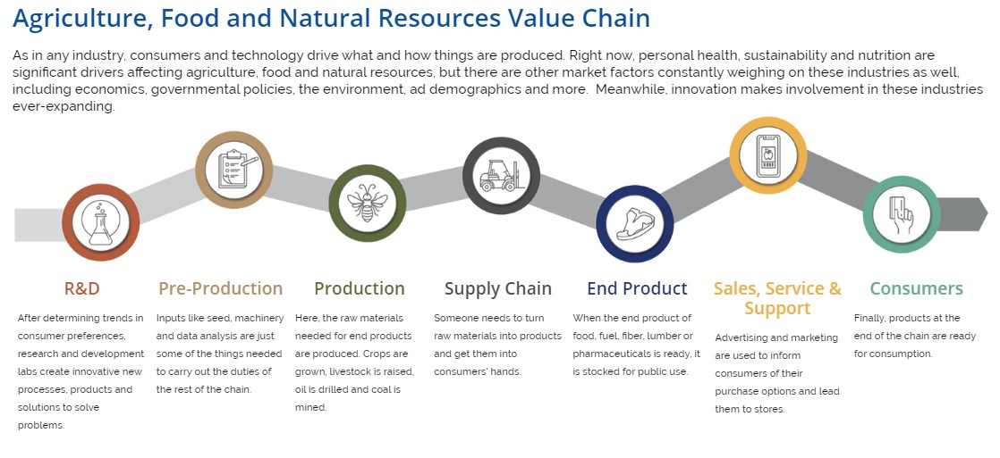 Agriculture, Food and Natural Resources Value Chain
As in any industry, consumers and technology drive what and how things are produced. Right now, personal health, sustainability and nutrition are
significant drivers affecting agriculture, food and natural resources, but there are other market factors constantly weighing on these industries as well,
including economics, governmental policies, the environment, ad demographics and more. Meanwhile, innovation makes involvement in these industries
ever-expanding.
R&D
After determining trends in
consumer preferences,
research and development
labs create innovative new
processes, products and
solutions to solve
problems.
Pre-Production
Inputs like seed, machinery
and data analysis are just
some of the things needed
to carry out the duties of
the rest of the chain.
Production
Here, the raw materials
needed for end products
are produced. Crops are
grown, livestock is raised,
oil is drilled and coal is
mined.
Supply Chain
Someone needs to turn
raw materials into products
and get them into
consumers' hands.
End Product
When the end product of
food, fuel, fiber, lumber or
pharmaceuticals is ready, it
is stocked for public use.
Sales, Service &
Support
Advertising and marketing
are used to inform
consumers of their
purchase options and lead
them to stores.
Consumers
Finally, products at the
end of the chain are ready
for consumption.